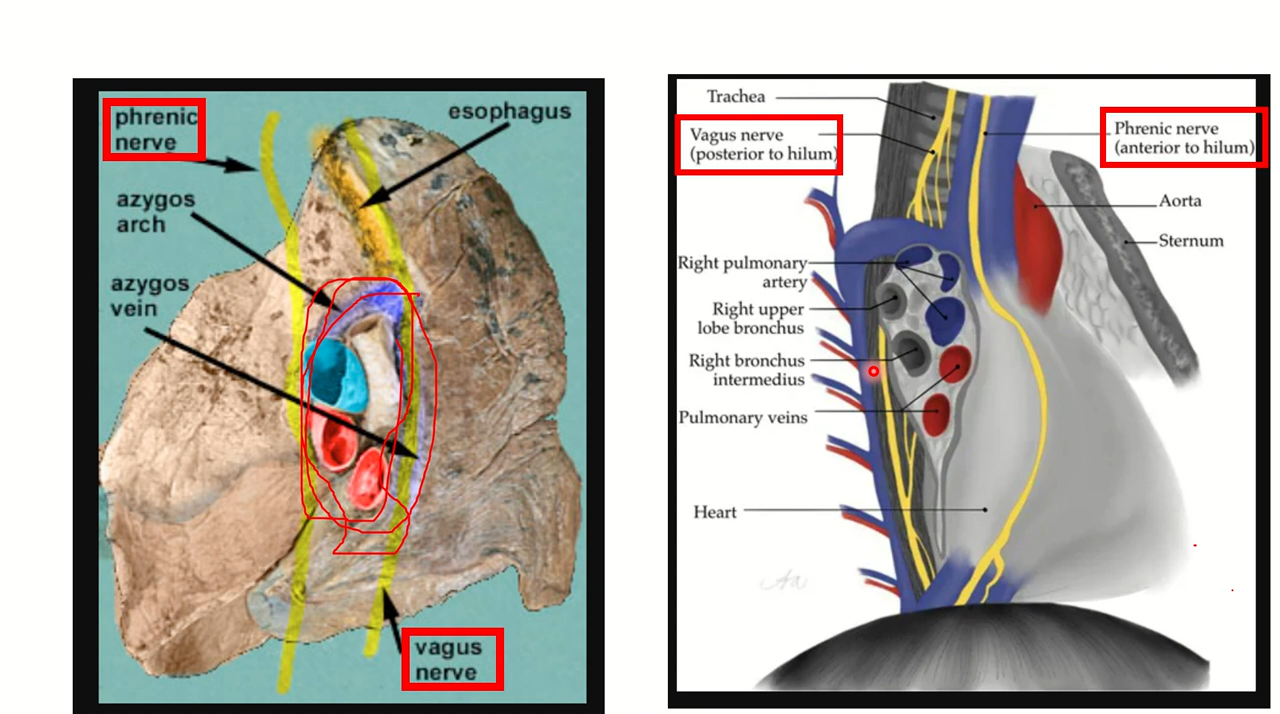 phrenic
nerve
esophagus
azygos
arch
azygos
vein
vagus
nerve
Trachea
Vagus nerve
(posterior to hilum)
Phrenic nerve
(anterior to hilum)
Aorta
Sternum
Right pulmonary
artery
Right upper
lobe bronchus
Right bronchus
intermedius
Pulmonary veins
Heart